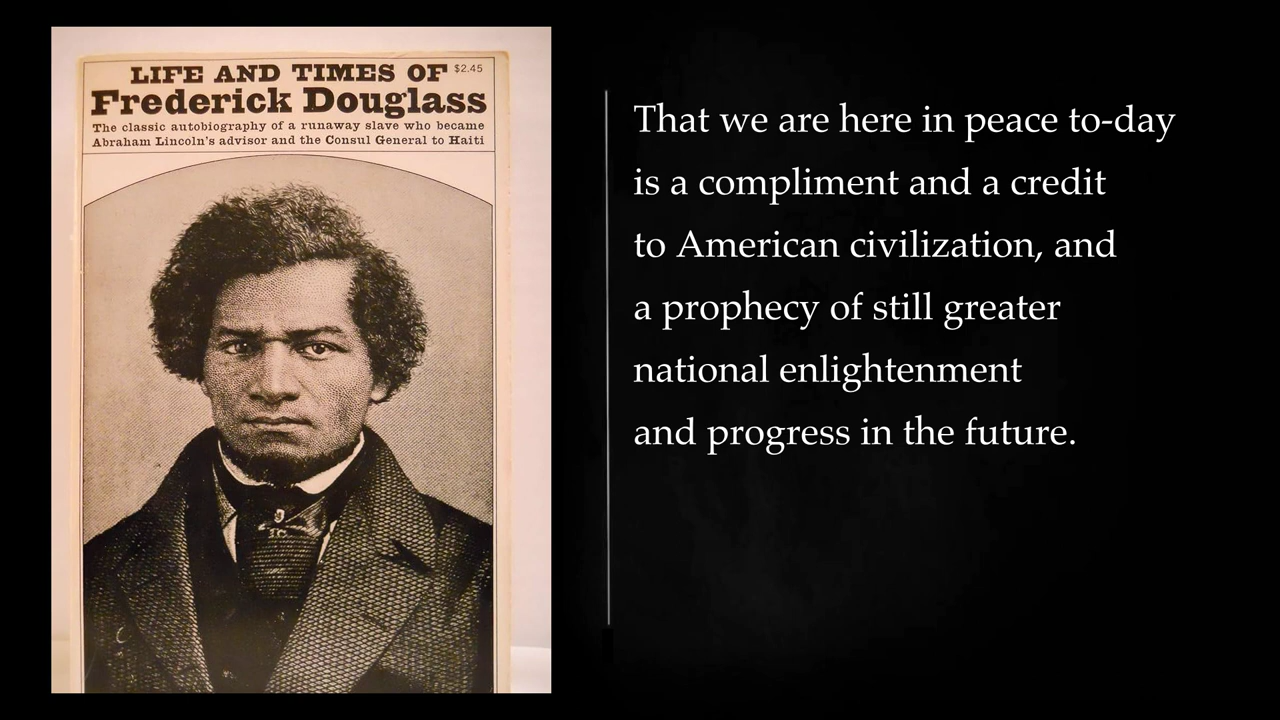 LIFE AND TIMES OF $2.45
Frederick Douglass
The classic autobiography of a runaway slave who became
Abraham Lincoln's advisor and the Consul General to Haiti
That we are here in peace to-day
is a compliment and a credit
to American civilization, and
a prophecy of still greater
national enlightenment
and progress in the future.